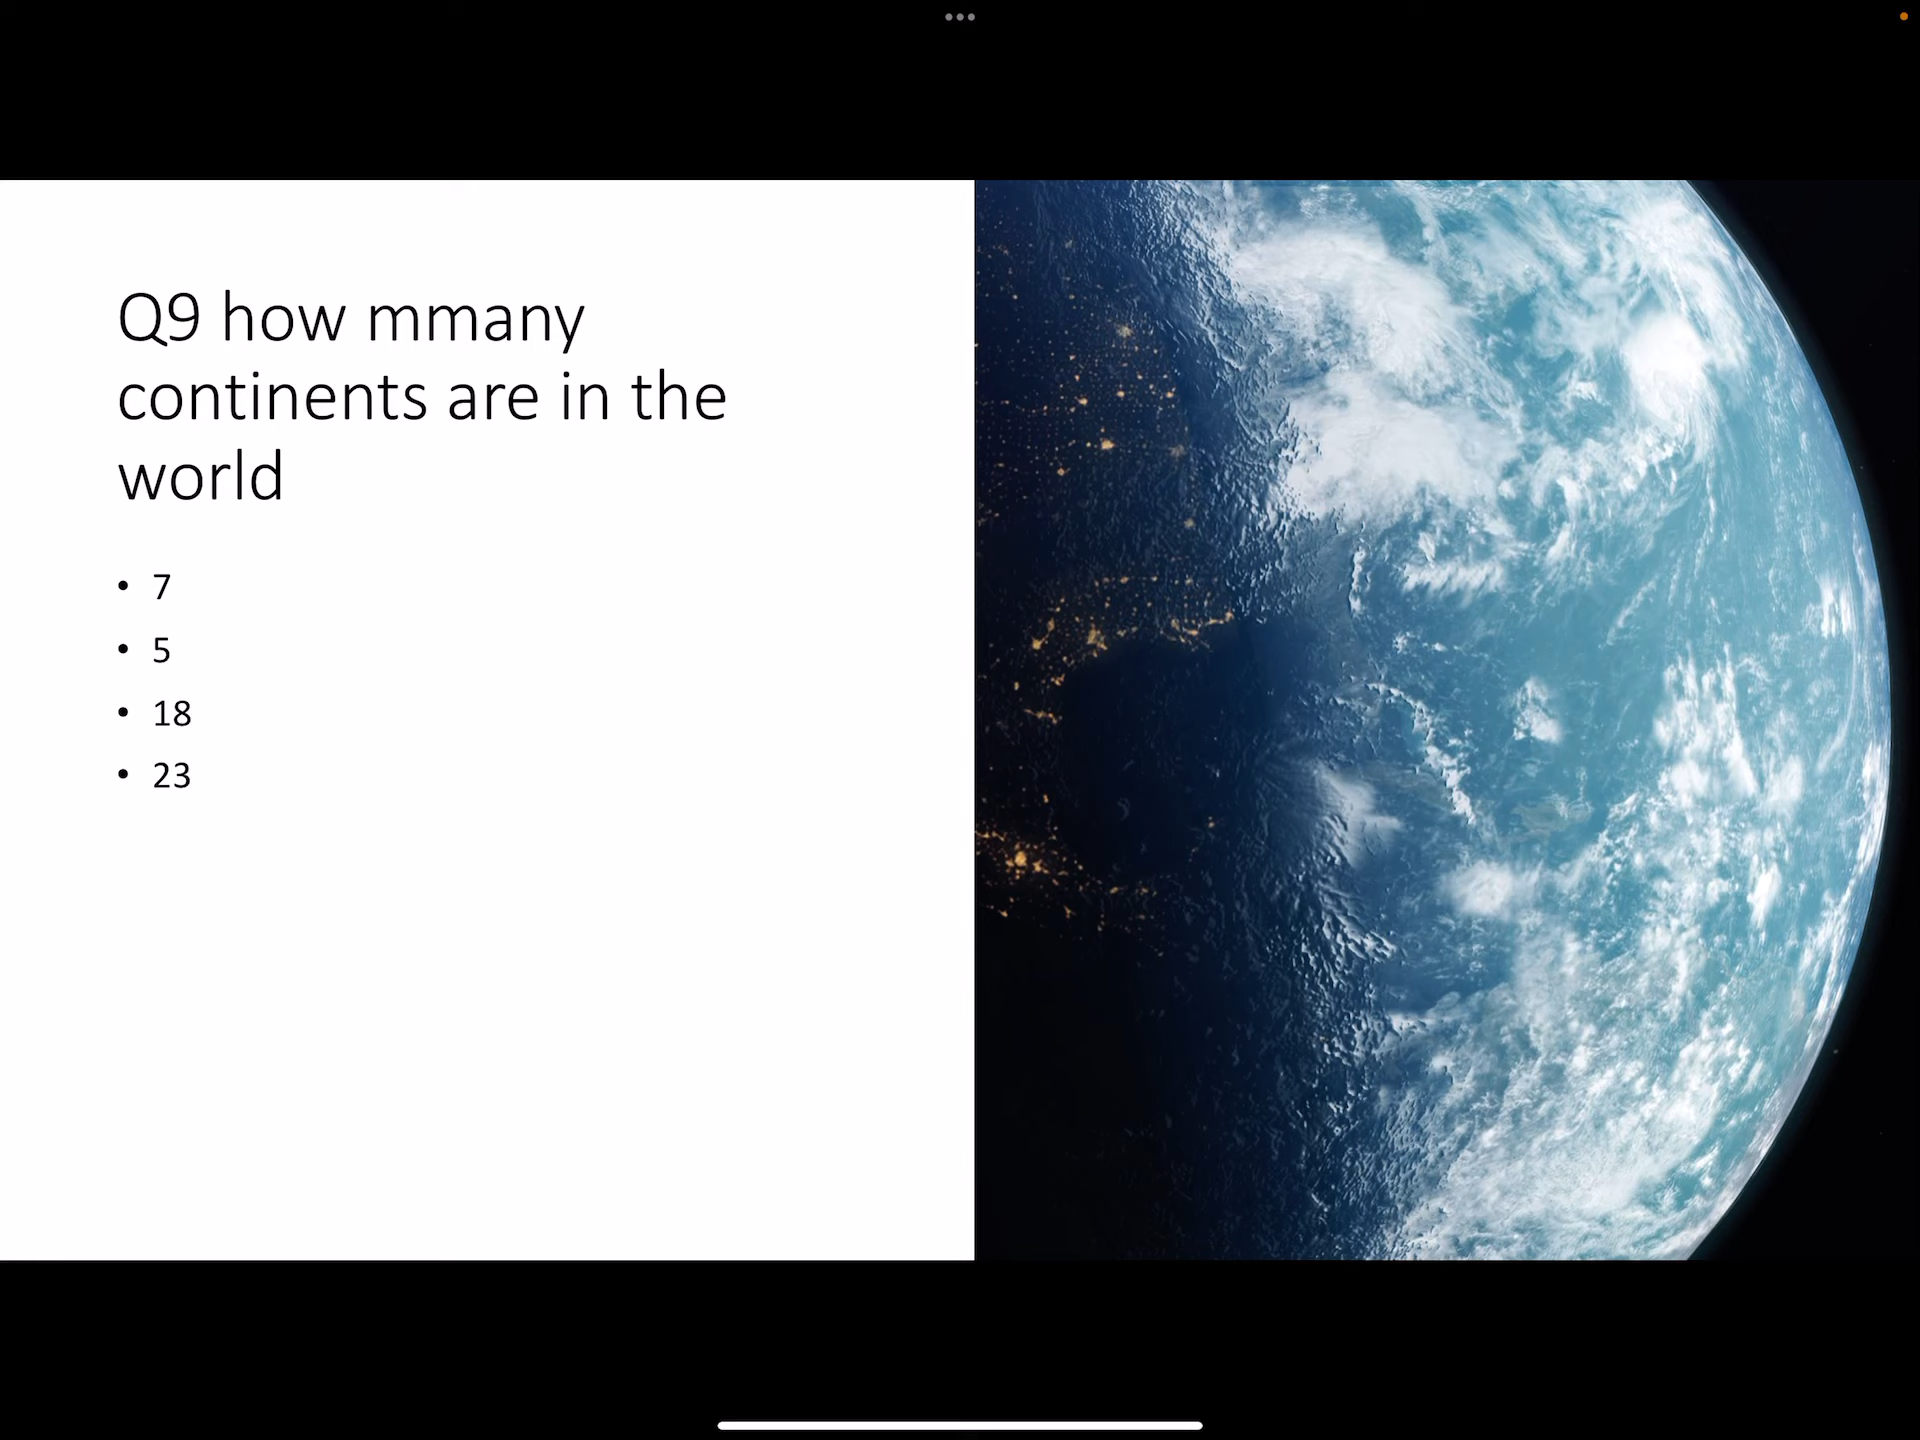 Q9 how mmany
continents are in the
world
• 7
• 5
• 18
• 23